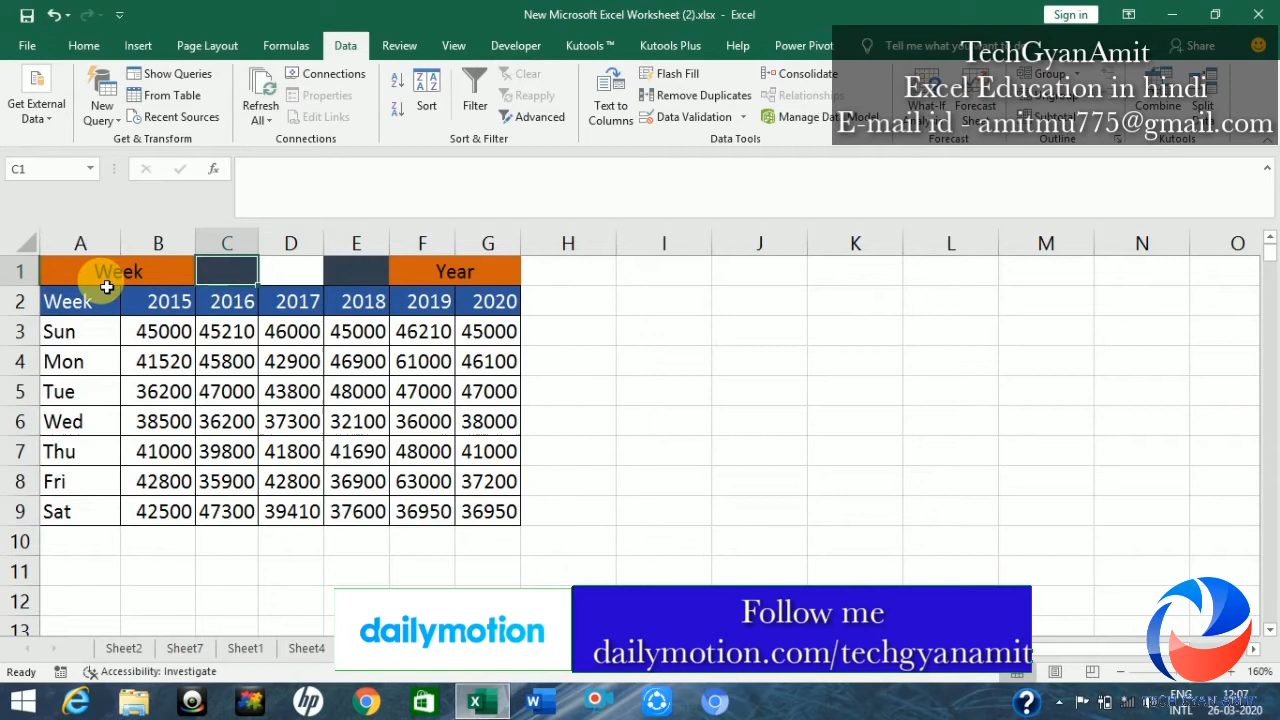 New Microsoft Excel Worksheet (2).xlsx - Excel
Sign in
File Home Insert Page Layout Formulas Data Review View Developer Kutools ™ Kutools Plus Help Power Pivot Tell me what you want to do Share
TechGyanAmit
Excel Education in hindi
E-mail id - amitmu775@gmail.com
Get External Data
New Query
Show Queries
From Table
Recent Sources
Get & Transform
Refresh All
Connections
Properties
Edit Links
Connections
Sort
Filter
Clear
Reapply
Advanced
Sort & Filter
Text to Columns
Flash Fill
Remove Duplicates
Data Validation
Consolidate
Relationships
Manage Data Model
Data Tools
What-If
Forecast
Forecast
Group
Ungroup
Subtotal
Outline
Combine
Split
Kutools
C1
fx
A B C D E F G H I J K L M N O
1 Week Year
2 Week 2015 2016 2017 2018 2019 2020
3 Sun 45000 45210 46000 45000 46210 45000
4 Mon 41520 45800 42900 46900 61000 46100
5 Tue 36200 47000 43800 48000 47000 47000
6 Wed 38500 36200 37300 32100 36000 38000
7 Thu 41000 39800 41800 41690 48000 41000
8 Fri 42800 35900 42800 36900 63000 37200
9 Sat 42500 47300 39410 37600 36950 36950
10
11
12
13
dailymotion
Follow me
dailymotion.com/techgyanamit
Sheet2 Sheet7 Sheet1 Sheet4
Ready
Accessibility: Investigate
160%
TECH GYAN AMIT
ENG
INTL
12:07
26-03-2020